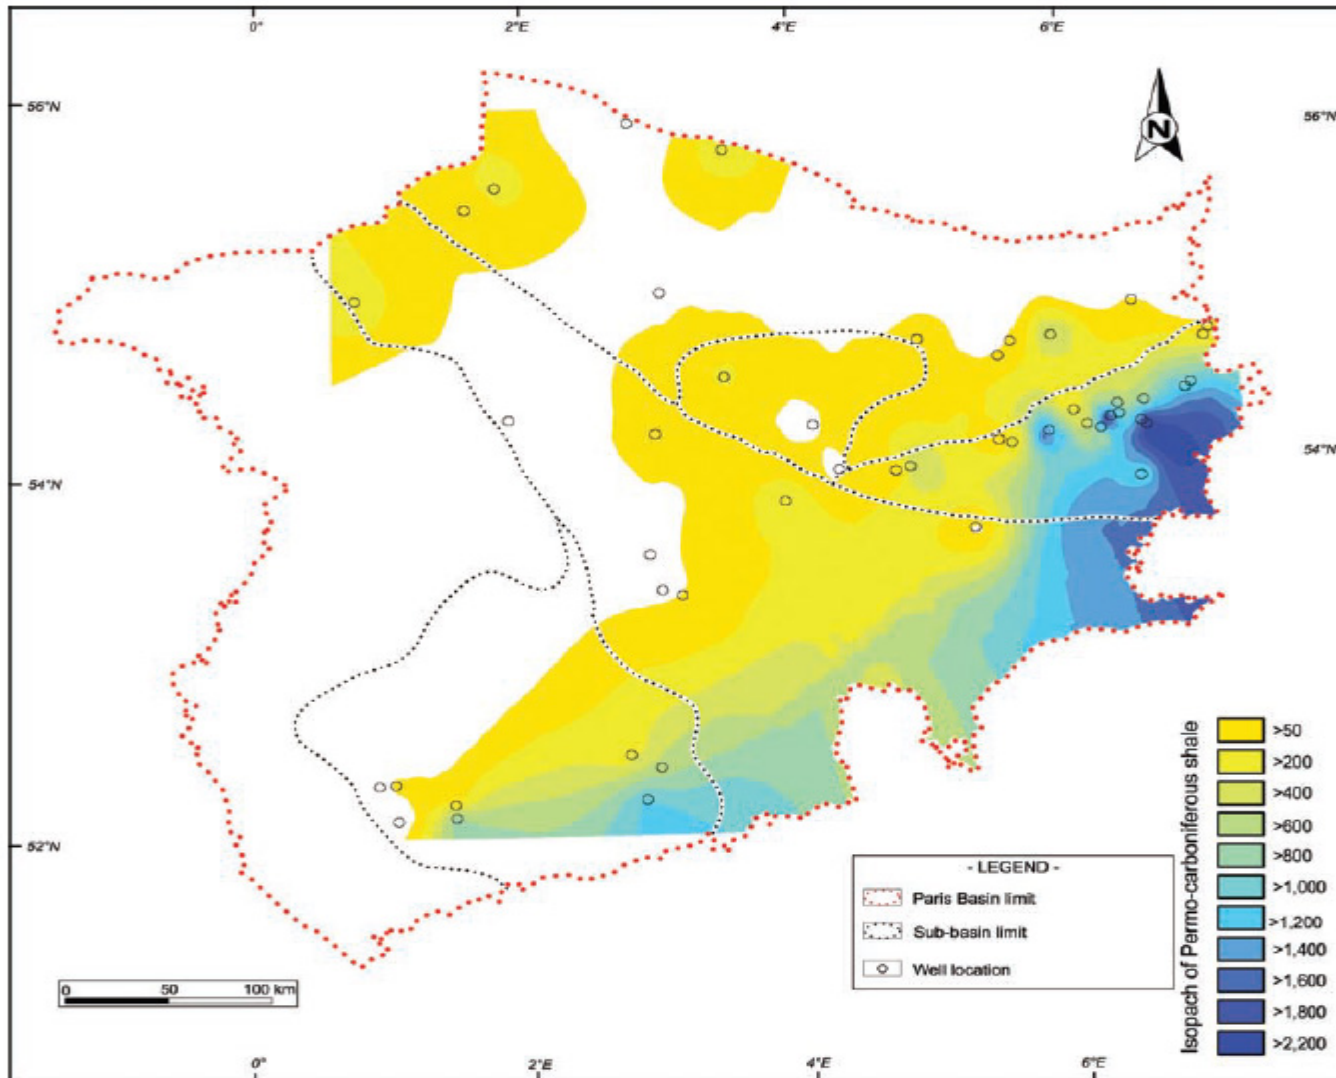 0° 2°E 4°E 6°E
56°N 56°N
N
54°N 54°N
52°N
Isopach of Permo-carboniferous shale
>50
>200
>400
>600
>800
>1,000
>1,200
>1,400
>1,600
>1,800
>2,200
- LEGEND -
Paris Basin limit
Sub-basin limit
Well location
0 50 100 km
0° 2°E 4°E 6°E